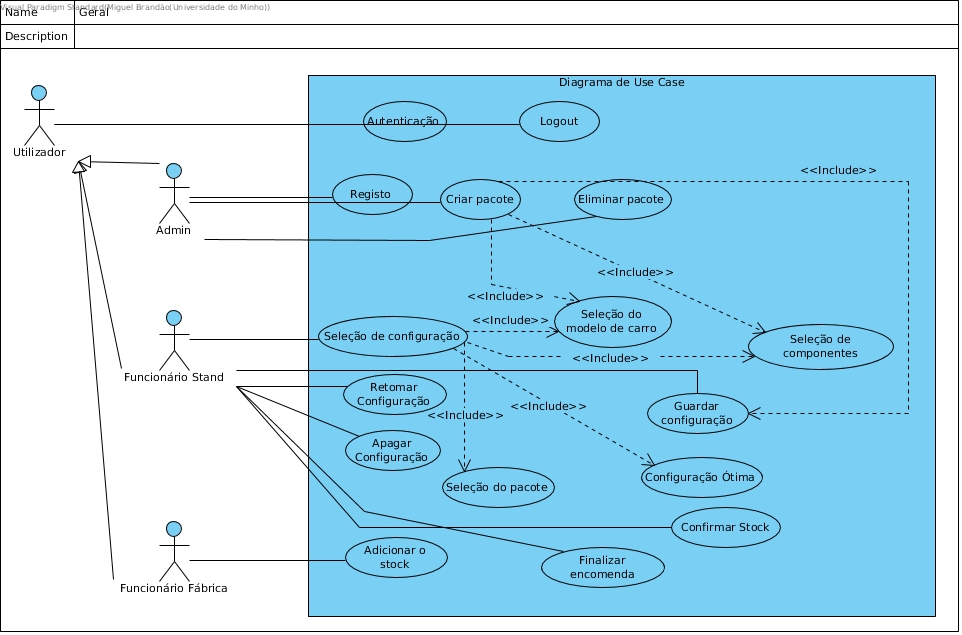 Visual Paradigm Standard(Miguel Brandão(Universidade do Minho))
Name
Geral
Description
Diagrama de Use Case
Autenticação
Logout
Utilizador
<<Include>>
Registo
Criar pacote
Eliminar pacote
Admin
<<Include>>
<<Include>>
<<Include>>
Seleção do
modelo de carro
Seleção de configuração
Seleção de
componentes
<<Include>>
Funcionário Stand
Retomar
Configuração
<<Include>>
<<Include>>
Guardar
configuração
Apagar
Configuração
Seleção do pacote
Configuração Ótima
Confirmar Stock
Adicionar o
stock
Finalizar
encomenda
Funcionário Fábrica